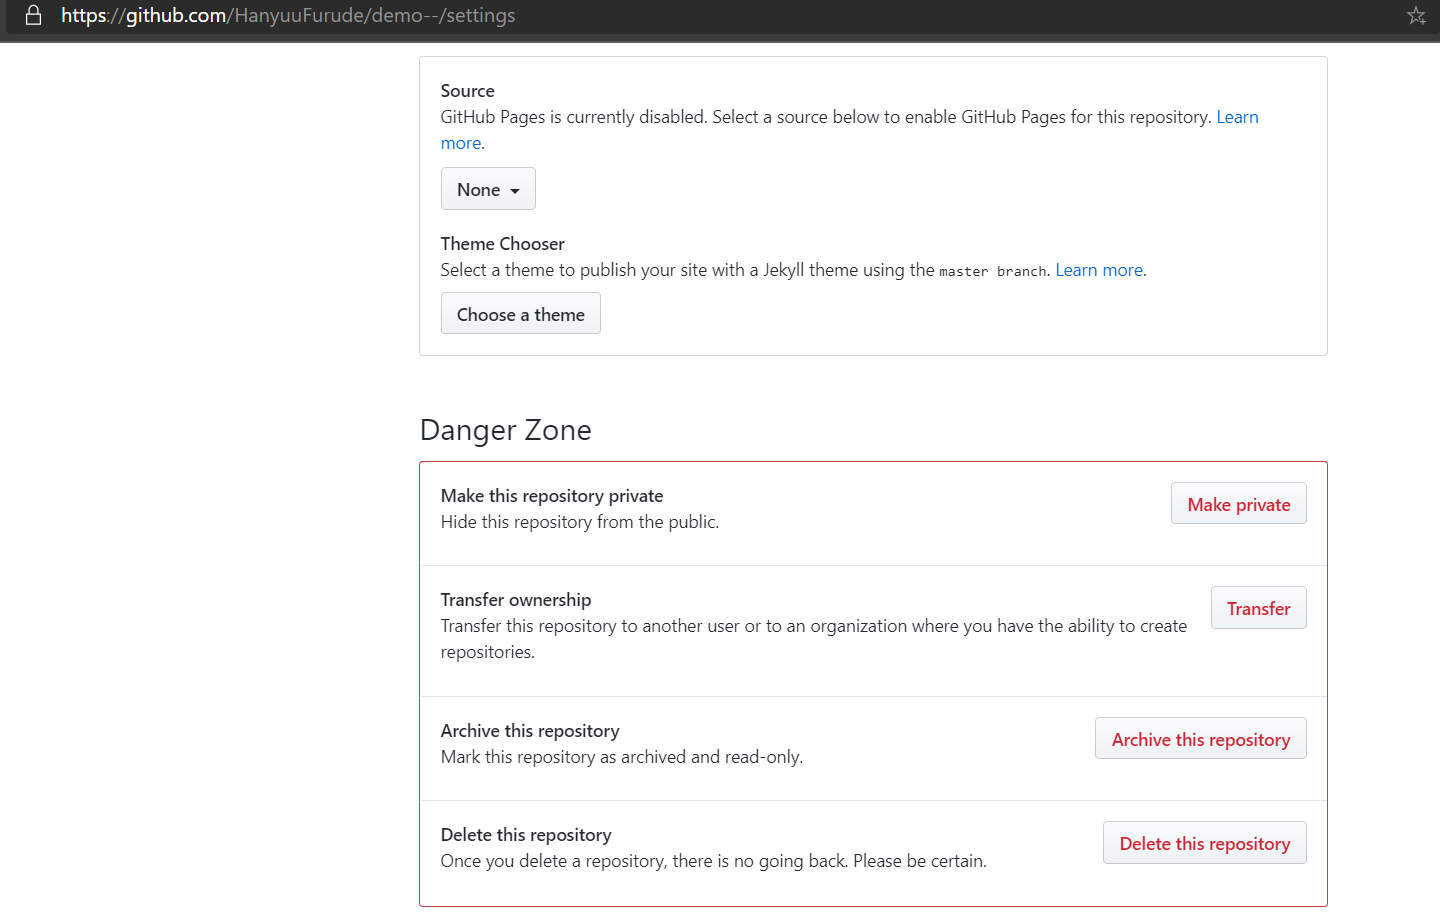 https://github.com/HanyuuFurude/demo--/settings
Source
GitHub Pages is currently disabled. Select a source below to enable GitHub Pages for this repository. Learn
more.
None
Theme Chooser
Select a theme to publish your site with a Jekyll theme using the master branch. Learn more.
Choose a theme
Danger Zone
Make this repository private
Hide this repository from the public.
Make private
Transfer ownership
Transfer this repository to another user or to an organization where you have the ability to create
repositories.
Transfer
Archive this repository
Mark this repository as archived and read-only.
Archive this repository
Delete this repository
Once you delete a repository, there is no going back. Please be certain.
Delete this repository